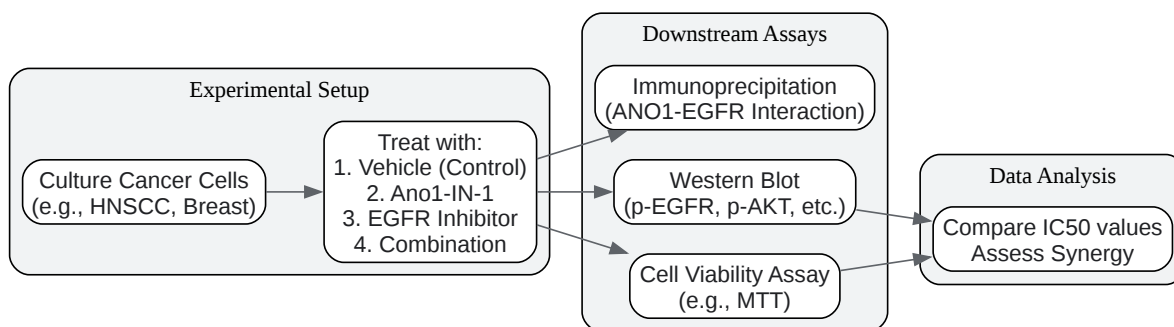 Experimental Setup
Culture Cancer Cells
(e.g., HNSCC, Breast)
Treat with:
1. Vehicle (Control)
2. Ano1-IN-1
3. EGFR Inhibitor
4. Combination
Downstream Assays
Immunoprecipitation
(ANO1-EGFR Interaction)
Western Blot
(p-EGFR, p-AKT, etc.)
Cell Viability Assay
(e.g., MTT)
Data Analysis
Compare IC50 values
Assess Synergy